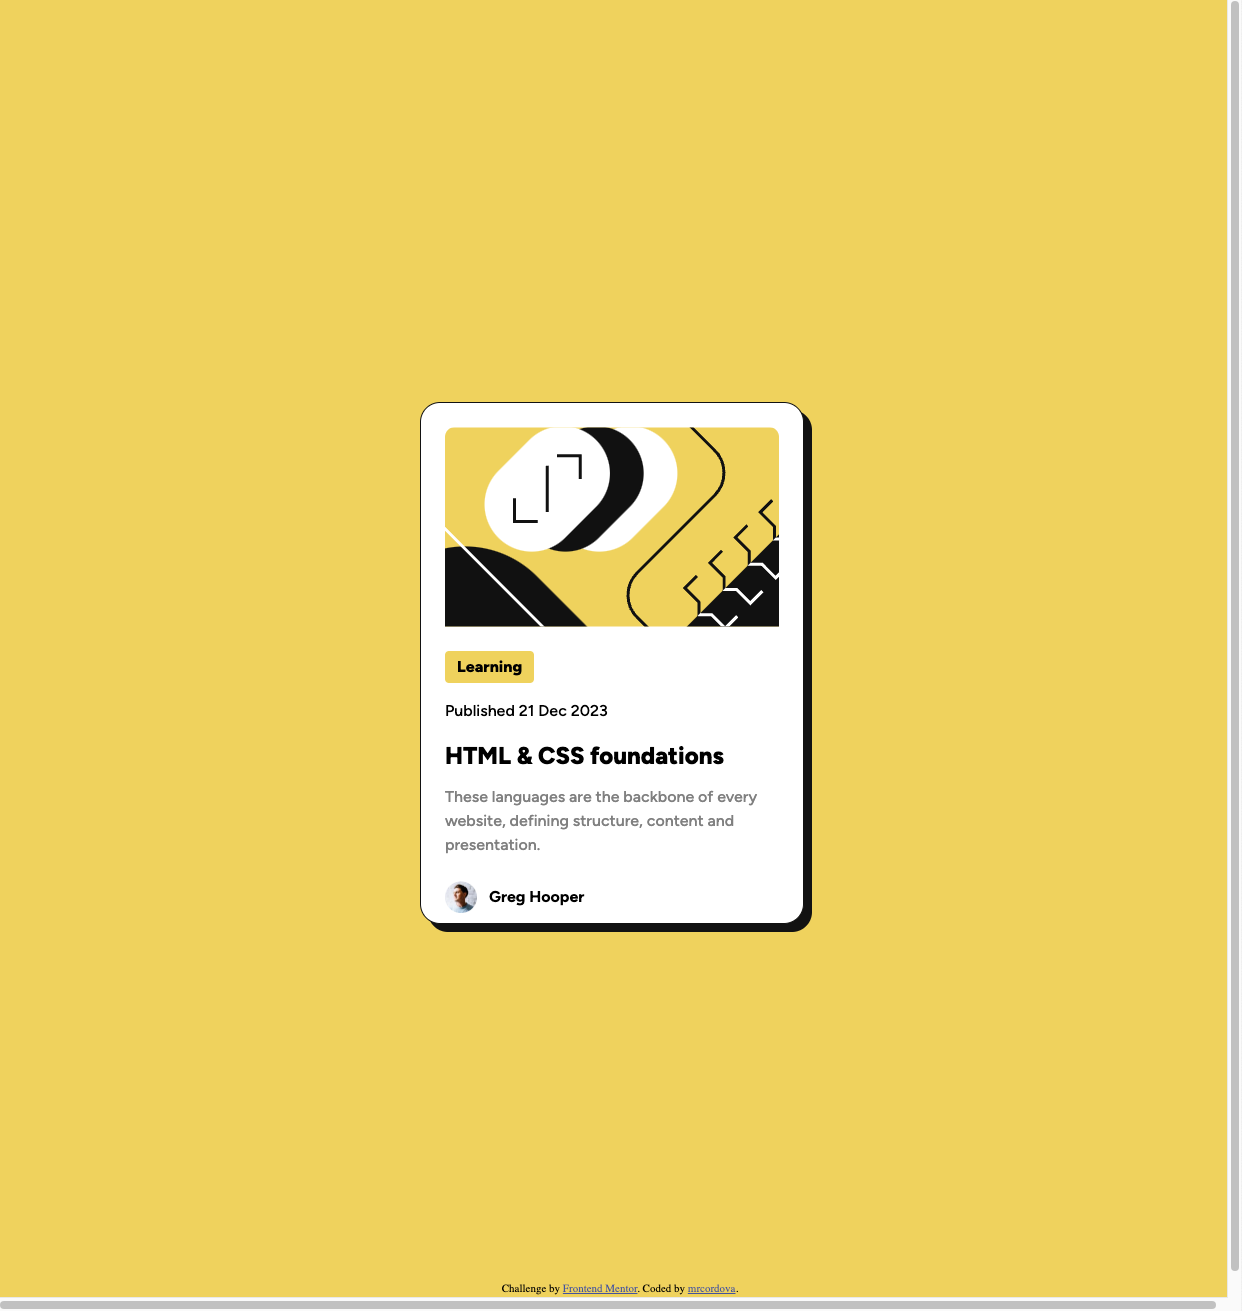 Learning
Published 21 Dec 2023
HTML & CSS foundations
These languages are the backbone of every
website, defining structure, content and
presentation.
Greg Hooper
Challenge by Frontend Mentor. Coded by mrcordova.